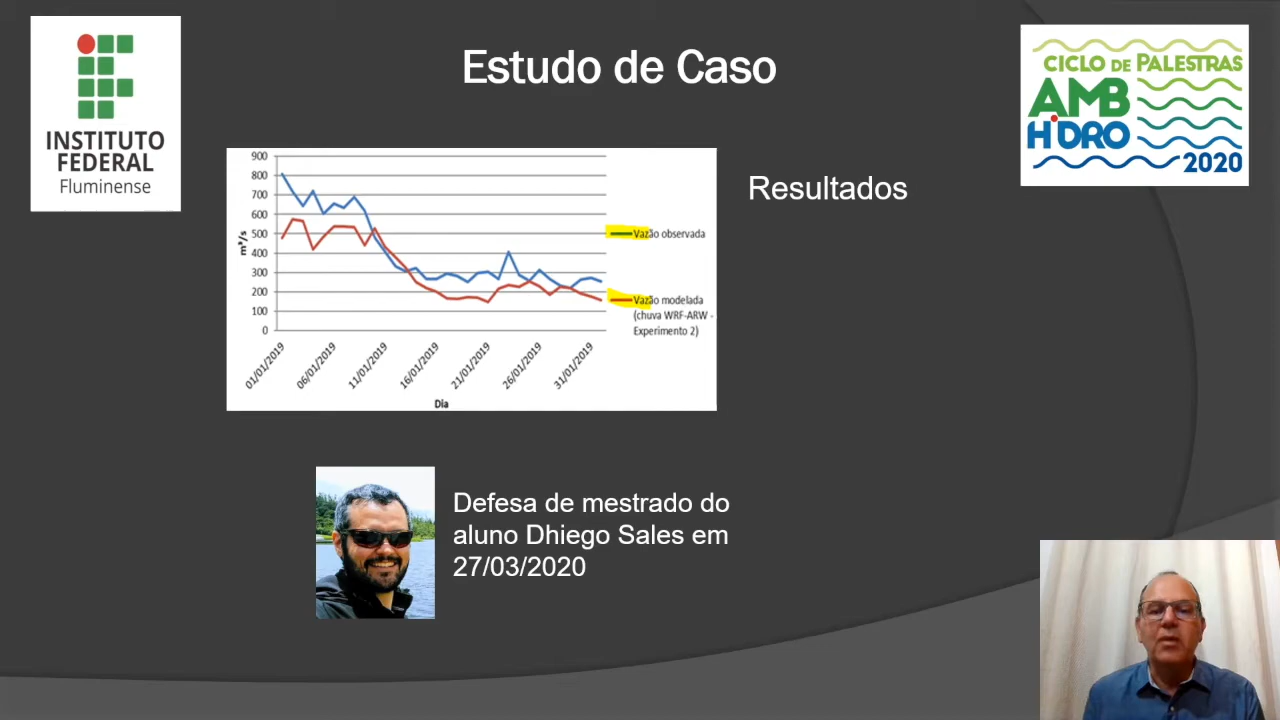 INSTITUTO
FEDERAL
Fluminense
Estudo de Caso
CICLO DE PALESTRAS
AMB
HIDRO
2020
Resultados
900
800
700
600
500
400
300
200
100
0
m³/s
01/01/2019
06/01/2019
11/01/2019
16/01/2019
21/01/2019
26/01/2019
31/01/2019
Dia
Vazão observada
Vazão modelada
(chuva WRF-ARW -
Experimento 2)
Defesa de mestrado do
aluno Dhiego Sales em
27/03/2020